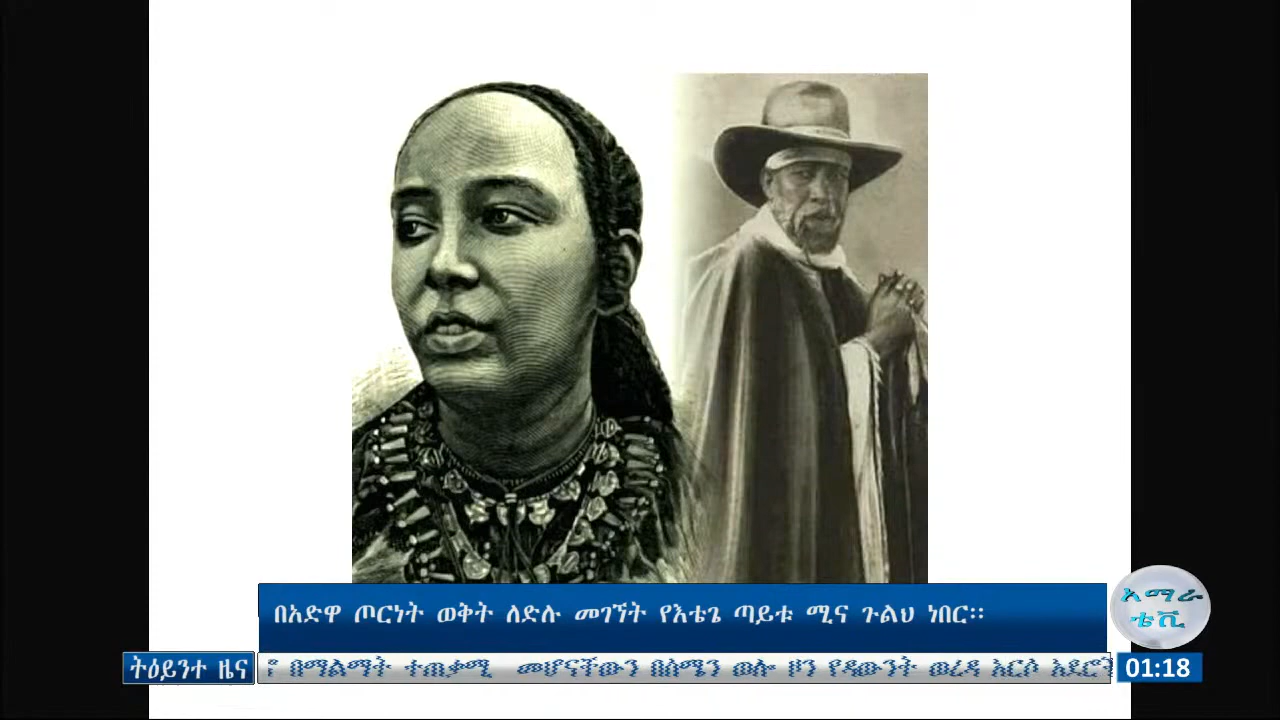 በአድዋ ጦርነት ወቅት ለድሉ መገኘት የእቴጌ ጣይቱ ሚና ጉልህ ነበር፡፡
አማራ
ቴቪ
ትዕይንተ ዜና
በማልማት ተጠቃሚ መሆናቸውን በሰሜን ወሎ ዞን የዳውንት ወረዳ አርሶ አደሮች
01:18